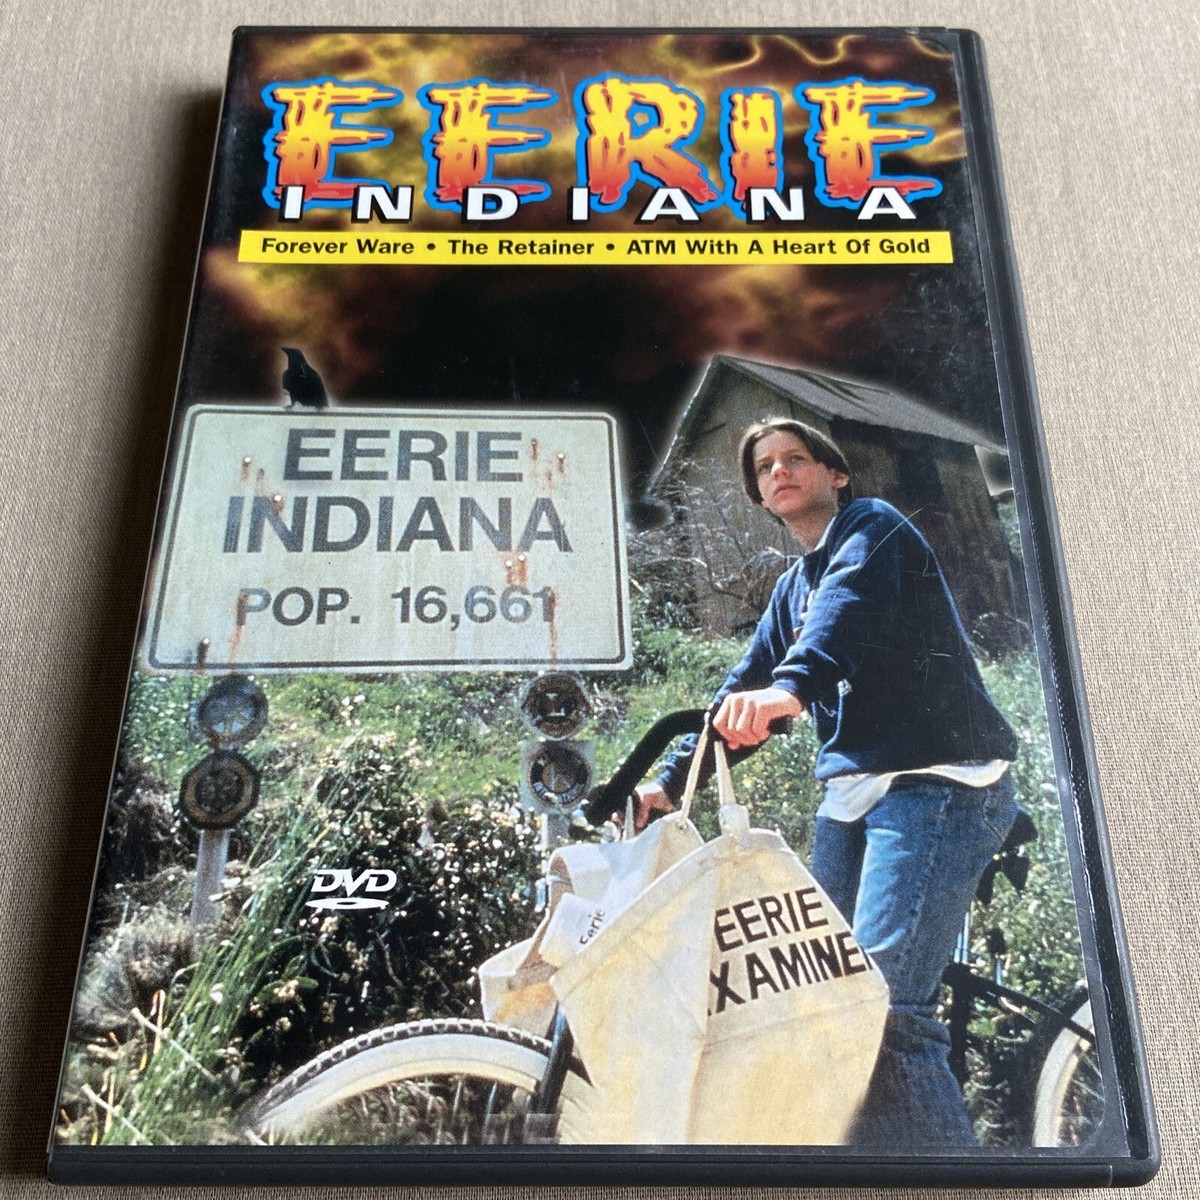 EERIE
INDIANA
Forever Ware • The Retainer • ATM With A Heart Of Gold
EERIE
INDIANA
POP. 16,661
DVD
Eerie
EERIE
XAMINE